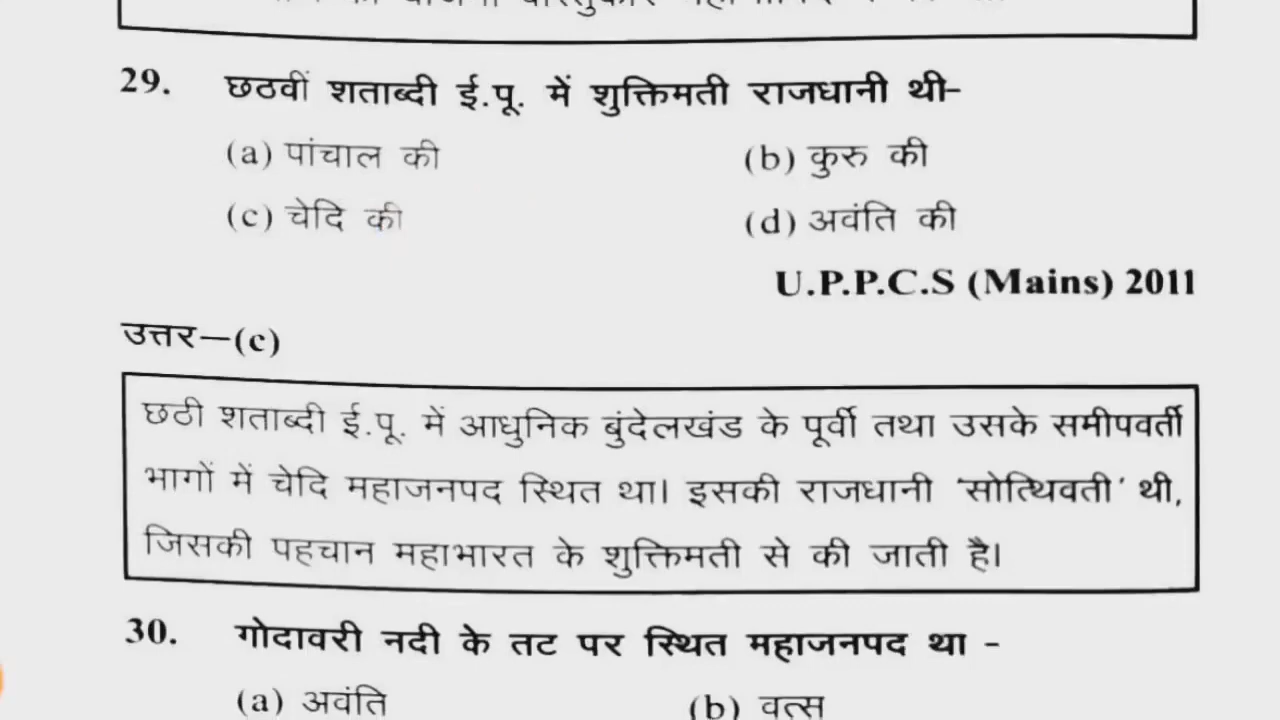 29. छठवीं शताब्दी ई.पू. में शुक्तिमती राजधानी थी-
(a) पांचाल की (b) कुरु की
(c) चेदि की (d) अवंति की
U.P.P.C.S (Mains) 2011
उत्तर—(c)
छठी शताब्दी ई.पू. में आधुनिक बुंदेलखंड के पूर्वी तथा उसके समीपवर्ती
भागों में चेदि महाजनपद स्थित था। इसकी राजधानी 'सोत्थिवती' थी,
जिसकी पहचान महाभारत के शुक्तिमती से की जाती है।
30. गोदावरी नदी के तट पर स्थित महाजनपद था -
(a) अवंति (b) वत्स